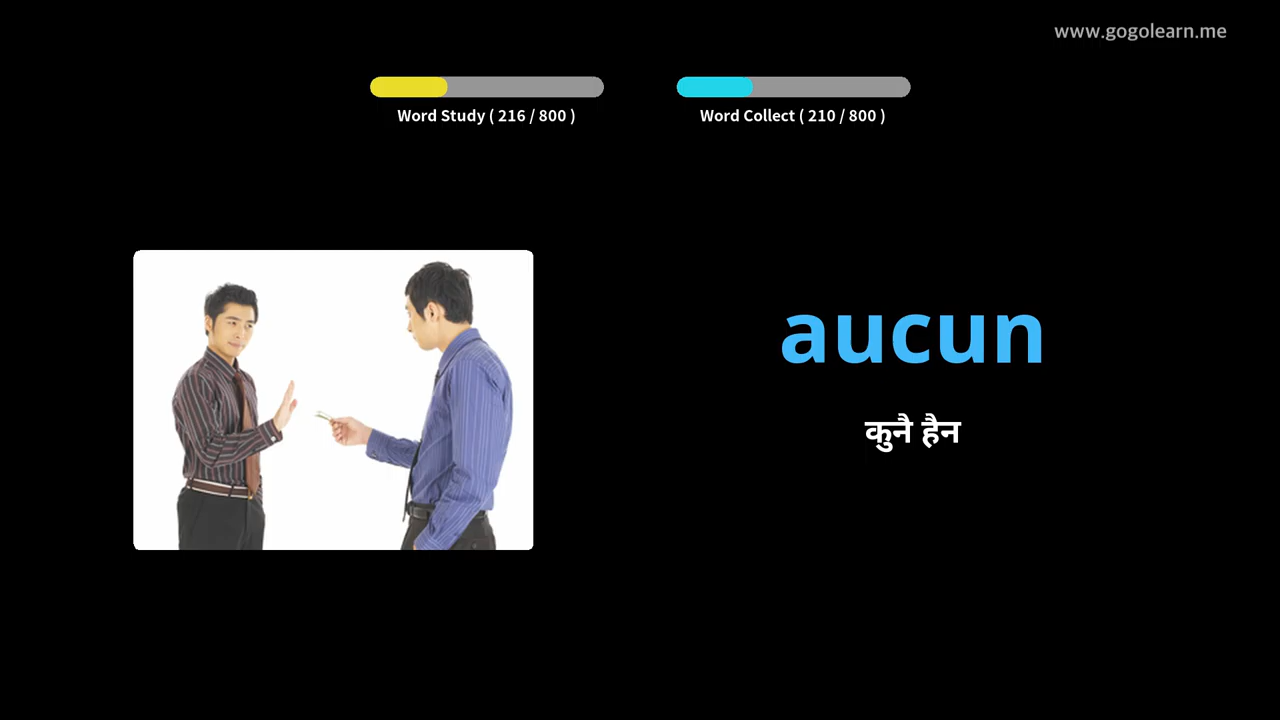 www.gogolearn.me
Word Study ( 216 / 800 )
Word Collect ( 210 / 800 )
aucun
कुनै हैन